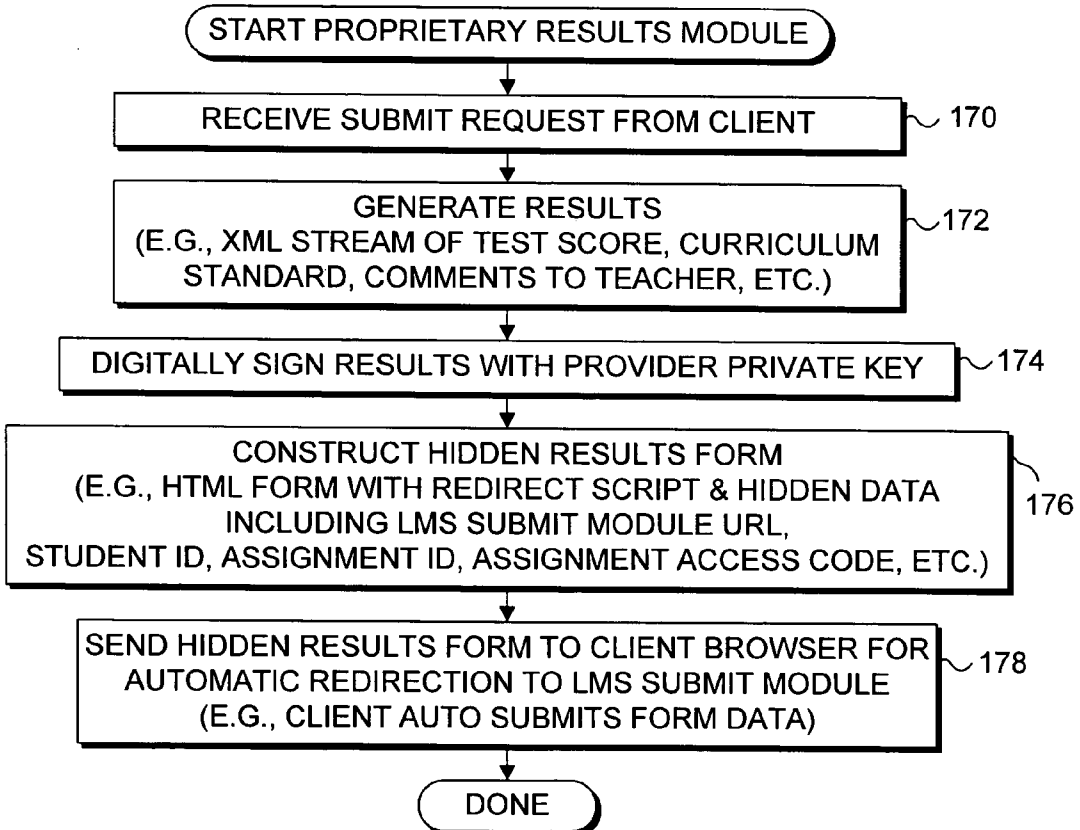 START PROPRIETARY RESULTS MODULE
RECEIVE SUBMIT REQUEST FROM CLIENT
170
GENERATE RESULTS
(E.G., XML STREAM OF TEST SCORE, CURRICULUM
STANDARD, COMMENTS TO TEACHER, ETC.)
172
DIGITALLY SIGN RESULTS WITH PROVIDER PRIVATE KEY
174
CONSTRUCT HIDDEN RESULTS FORM
(E.G., HTML FORM WITH REDIRECT SCRIPT & HIDDEN DATA
INCLUDING LMS SUBMIT MODULE URL,
STUDENT ID, ASSIGNMENT ID, ASSIGNMENT ACCESS CODE, ETC.)
176
SEND HIDDEN RESULTS FORM TO CLIENT BROWSER FOR
AUTOMATIC REDIRECTION TO LMS SUBMIT MODULE
(E.G., CLIENT AUTO SUBMITS FORM DATA)
178
DONE